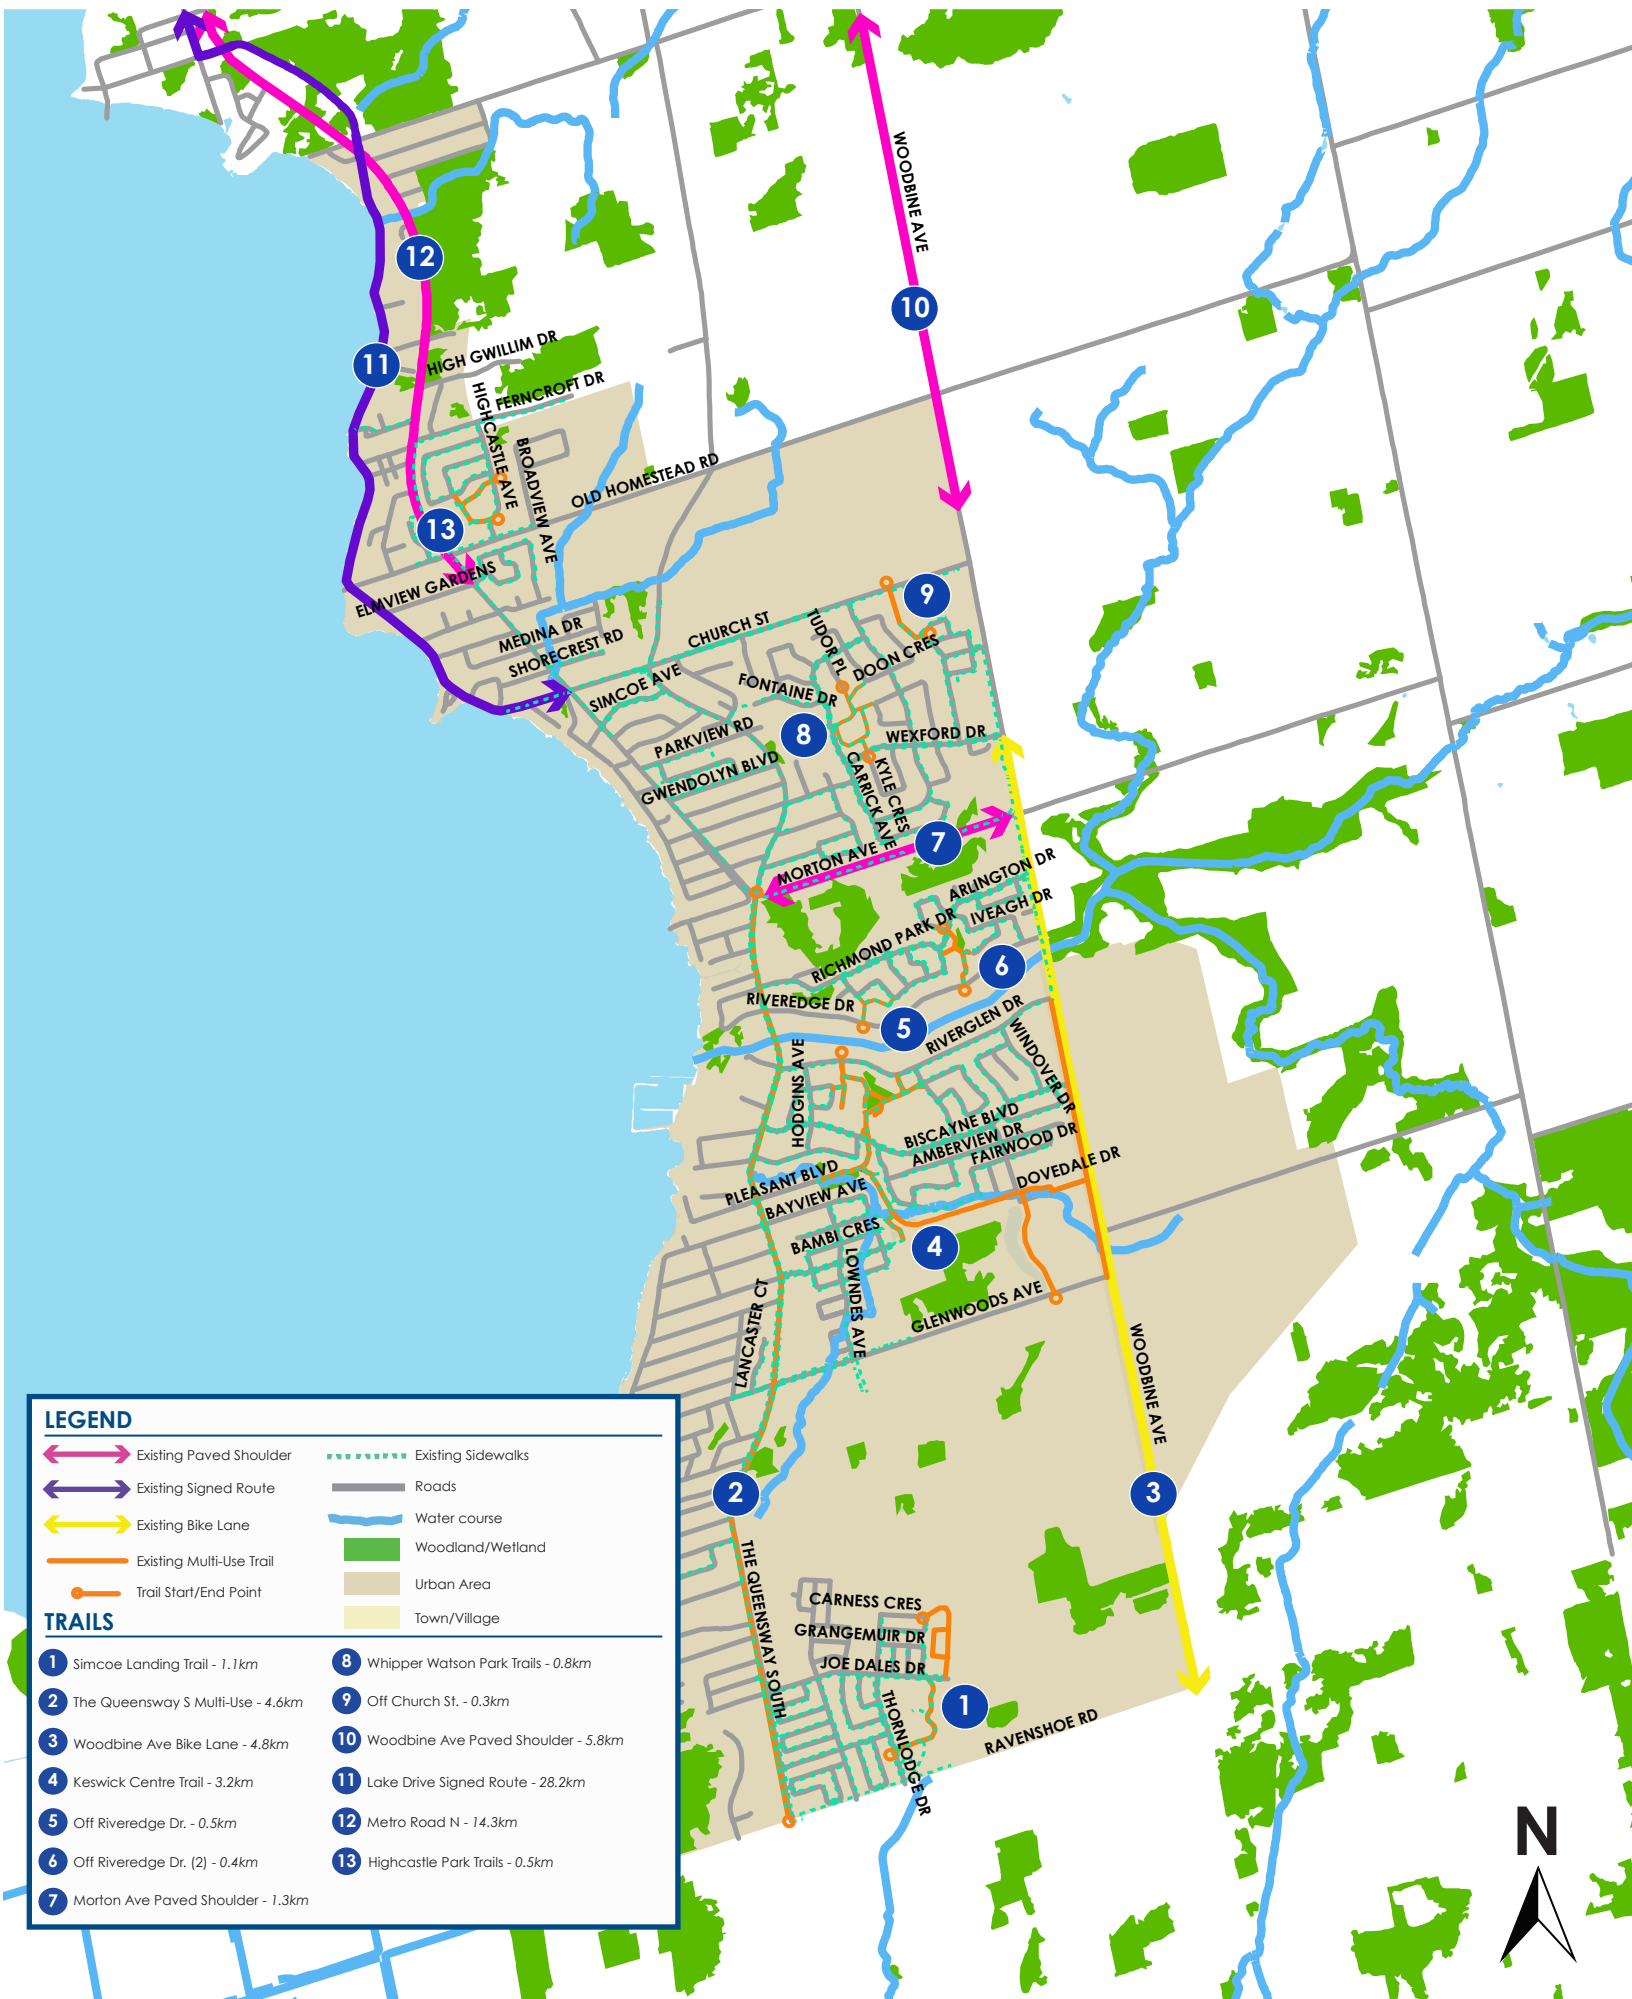 WOODBINE AVE
12
10
HIGH GWILLIM DR
11
FERNCROFT DR
HIGHCASTLE AVE
BROADVIEW AVE
OLD HOMESTEAD RD
13
ELMVIEW GARDENS
9
MEDINA DR
SHORECREST RD
CHURCH ST
TUDOR PL
DOON CRES
SIMCOE AVE
FONTAINE DR
8
WEXFORD DR
PARKVIEW RD
GWENDOLYN BLVD
CARRICK AVE
KYLE CRES
7
MORTON AVE
ARLINGTON DR
IVEAGH DR
RICHMOND PARK DR
6
RIVEREDGE DR
5
RIVERGLEN DR
WINDOVER DR
HODGINS AVE
BISCAYNE BLVD
AMBERVIEW DR
FAIRWOOD DR
DOVEDALE DR
PLEASANT BLVD
BAYVIEW AVE
BAMBI CRES
4
LOWNDES AVE
LANCASTER CT
GLENWOODS AVE
WOODBINE AVE
2
3
THE QUEENSWAY SOUTH
CARNESS CRES
GRANGEMUIR DR
JOE DALES DR
THORNLODGE DR
1
RAVENSHOE RD
LEGEND
Existing Paved Shoulder
Existing Signed Route
Existing Bike Lane
Existing Multi-Use Trail
Trail Start/End Point
Existing Sidewalks
Roads
Water course
Woodland/Wetland
Urban Area
Town/Village
TRAILS
1 Simcoe Landing Trail - 1.1km
2 The Queensway S Multi-Use - 4.6km
3 Woodbine Ave Bike Lane - 4.8km
4 Keswick Centre Trail - 3.2km
5 Off Riveredge Dr. - 0.5km
6 Off Riveredge Dr. (2) - 0.4km
7 Morton Ave Paved Shoulder - 1.3km
8 Whipper Watson Park Trails - 0.8km
9 Off Church St. - 0.3km
10 Woodbine Ave Paved Shoulder - 5.8km
11 Lake Drive Signed Route - 28.2km
12 Metro Road N - 14.3km
13 Highcastle Park Trails - 0.5km
N